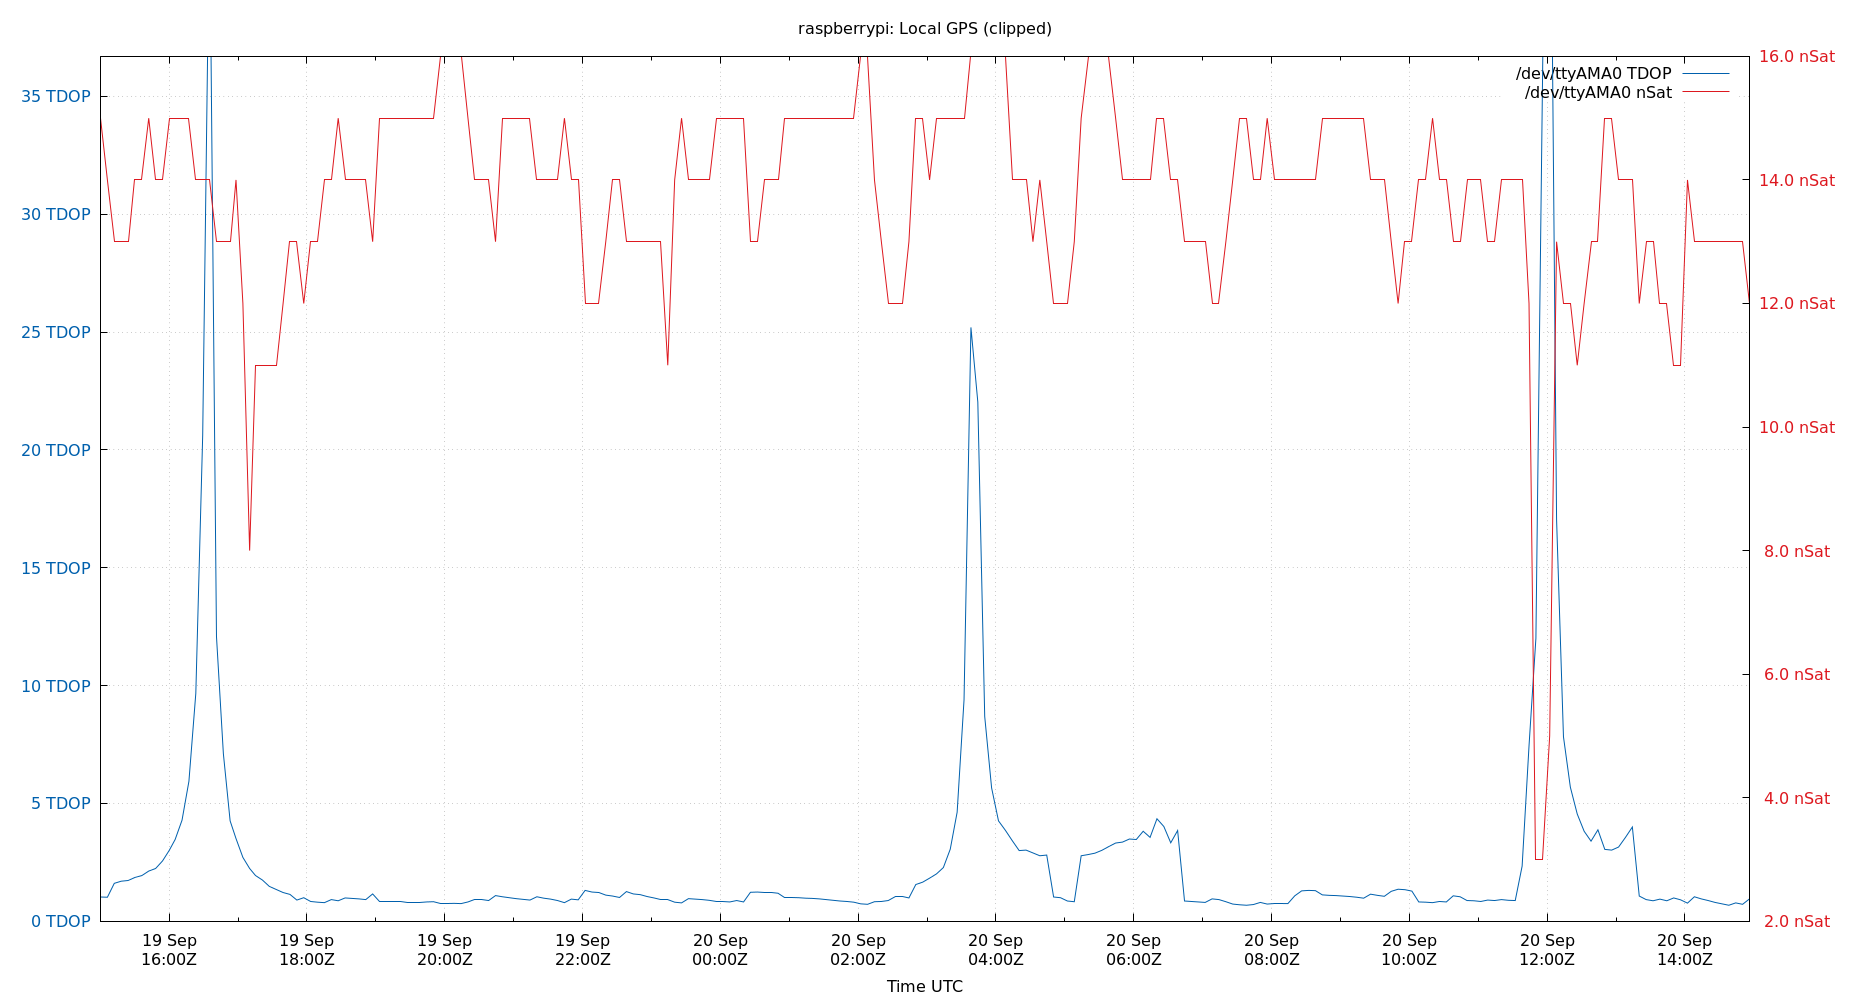 raspberrypi: Local GPS (clipped)
/dev/ttyAMA0 TDOP
/dev/ttyAMA0 nSat
35 TDOP
30 TDOP
25 TDOP
20 TDOP
15 TDOP
10 TDOP
5 TDOP
0 TDOP
16.0 nSat
14.0 nSat
12.0 nSat
10.0 nSat
8.0 nSat
6.0 nSat
4.0 nSat
2.0 nSat
19 Sep
16:00Z
19 Sep
18:00Z
19 Sep
20:00Z
19 Sep
22:00Z
20 Sep
00:00Z
20 Sep
02:00Z
20 Sep
04:00Z
20 Sep
06:00Z
20 Sep
08:00Z
20 Sep
10:00Z
20 Sep
12:00Z
20 Sep
14:00Z
Time UTC